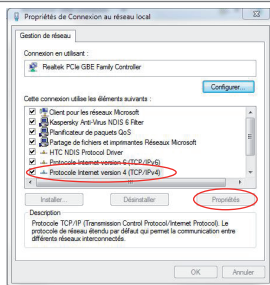 Propriétés de Connexion au réseau local
Gestion de réseau
Connexion en utilisant :
Realtek PCIe GBE Family Controller
Configurer...
Cette connexion utilise les éléments suivants :
Client pour les réseaux Microsoft
Kaspersky Anti-Virus NDIS 6 Filter
Planificateur de paquets QoS
Partage de fichiers et imprimantes Réseaux Microsoft
HTC NDIS Protocol Driver
Protocole Internet version 6 (TCP/IPv6)
Protocole Internet version 4 (TCP/IPv4)
Installer...
Désinstaller
Propriétés
Description
Protocole TCP/IP (Transmission Control Protocol/Internet Protocol). Le
protocole de réseau étendu par défaut qui permet la communication entre
différents réseaux interconnectés.
OK
Annuler